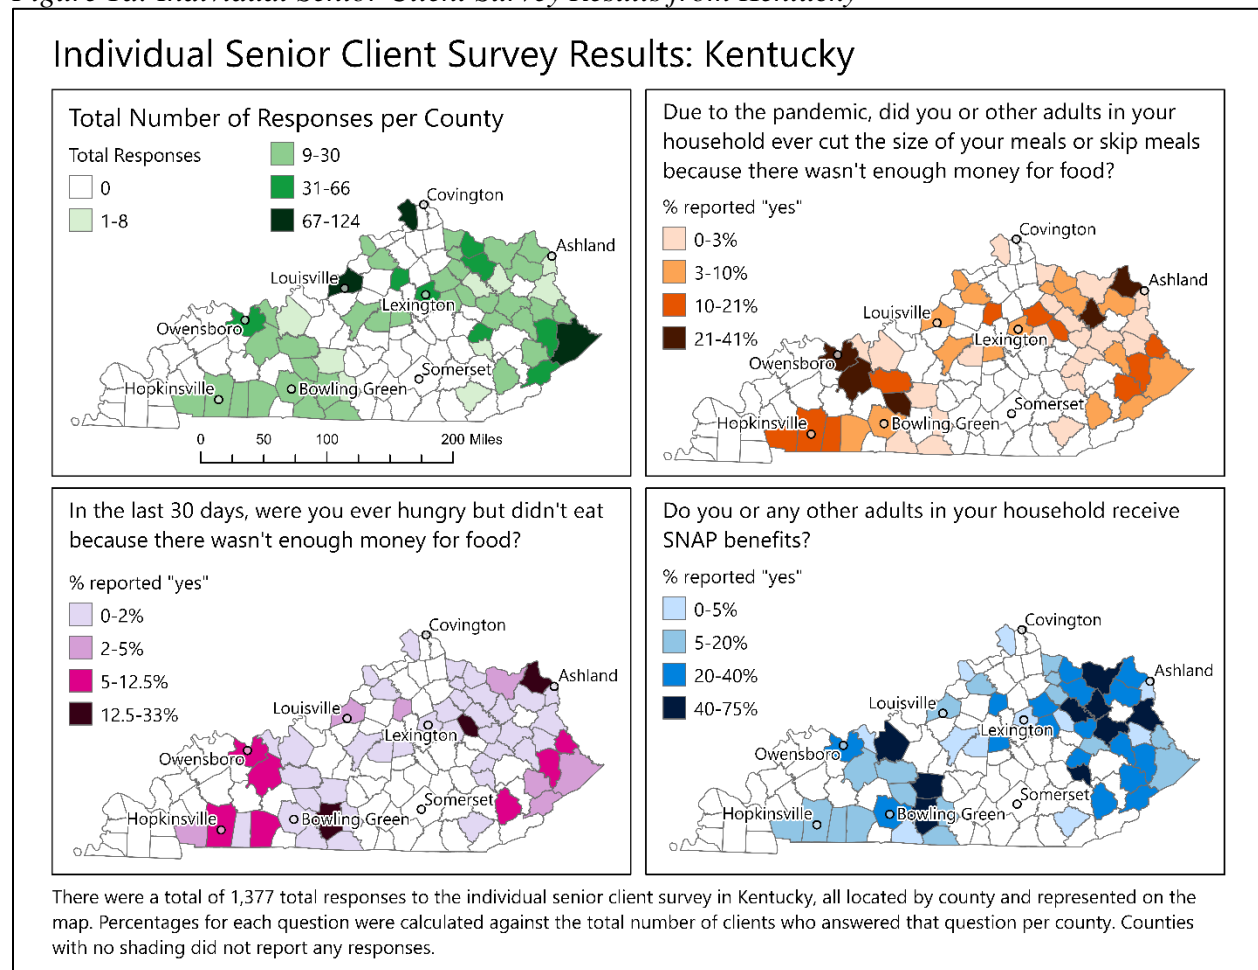 Figure 1a. Individual Senior Client Survey Results from Kentucky
Individual Senior Client Survey Results: Kentucky
Total Number of Responses per County
Total Responses
0
1-8
9-30
31-66
67-124
Covington
Ashland
Louisville
Lexington
Owensboro
Somerset
Hopkinsville
Bowling Green
0 50 100 200 Miles
Due to the pandemic, did you or other adults in your
household ever cut the size of your meals or skip meals
because there wasn't enough money for food?
% reported "yes"
0-3%
3-10%
10-21%
21-41%
Covington
Ashland
Louisville
Lexington
Owensboro
Somerset
Hopkinsville
Bowling Green
In the last 30 days, were you ever hungry but didn't eat
because there wasn't enough money for food?
% reported "yes"
0-2%
2-5%
5-12.5%
12.5-33%
Covington
Ashland
Louisville
Lexington
Owensboro
Somerset
Hopkinsville
Bowling Green
Do you or any other adults in your household receive
SNAP benefits?
% reported "yes"
0-5%
5-20%
20-40%
40-75%
Covington
Ashland
Louisville
Lexington
Owensboro
Somerset
Hopkinsville
Bowling Green
There were a total of 1,377 total responses to the individual senior client survey in Kentucky, all located by county and represented on the
map. Percentages for each question were calculated against the total number of clients who answered that question per county. Counties
with no shading did not report any responses.